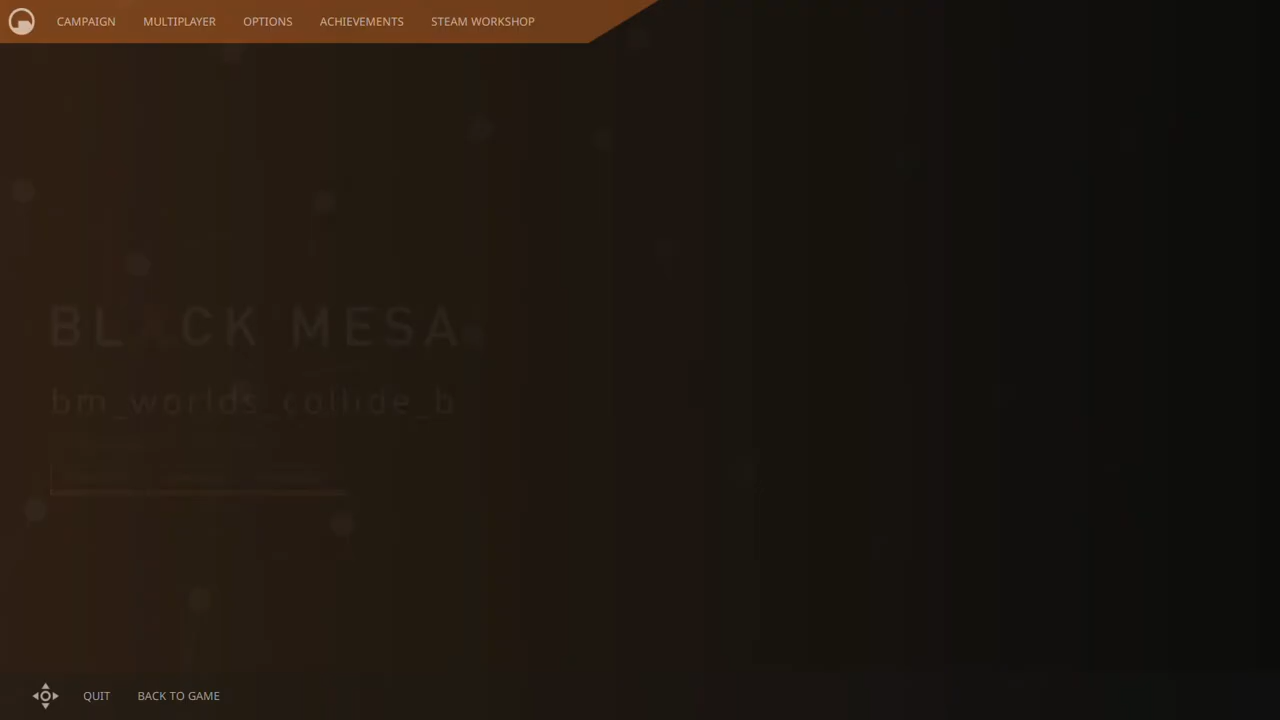 CAMPAIGN MULTIPLAYER OPTIONS ACHIEVEMENTS STEAM WORKSHOP
BLACK MESA
bm_worlds_collide_b
QUIT BACK TO GAME